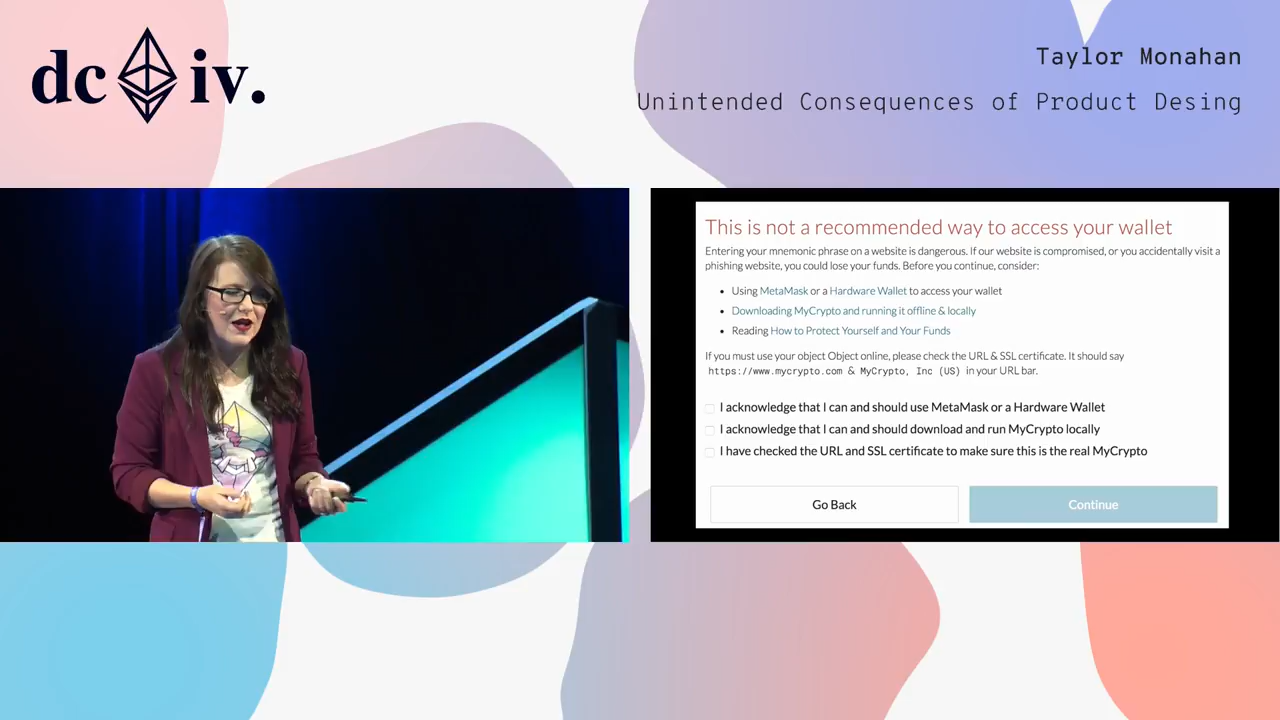 dc iv.
Taylor Monahan
Unintended Consequences of Product Desing
This is not a recommended way to access your wallet
Entering your mnemonic phrase on a website is dangerous. If our website is compromised, or you accidentally visit a
phishing website, you could lose your funds. Before you continue, consider:
• Using MetaMask or a Hardware Wallet to access your wallet
• Downloading MyCrypto and running it offline & locally
• Reading How to Protect Yourself and Your Funds
If you must use your object Object online, please check the URL & SSL certificate. It should say
https://www.mycrypto.com & MyCrypto, Inc (US) in your URL bar.
I acknowledge that I can and should use MetaMask or a Hardware Wallet
I acknowledge that I can and should download and run MyCrypto locally
I have checked the URL and SSL certificate to make sure this is the real MyCrypto
Go Back
Continue